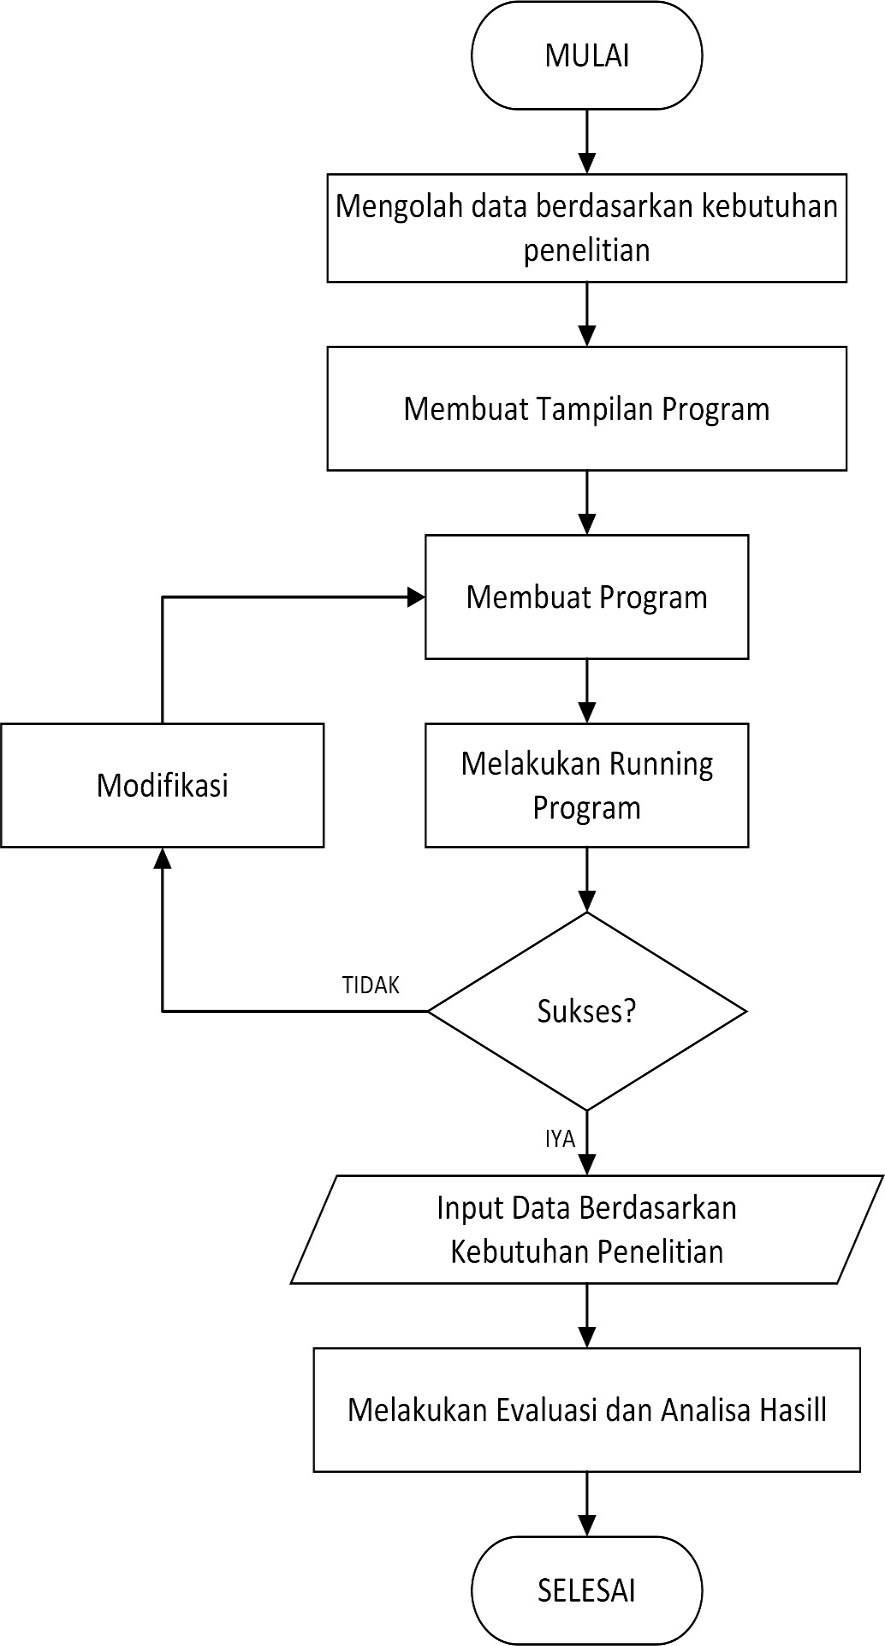 MULAI
Mengolah data berdasarkan kebutuhan
penelitian
Membuat Tampilan Program
Membuat Program
Modifikasi
Melakukan Running
Program
TIDAK
Sukses?
IYA
Input Data Berdasarkan
Kebutuhan Penelitian
Melakukan Evaluasi dan Analisa Hasill
SELESAI